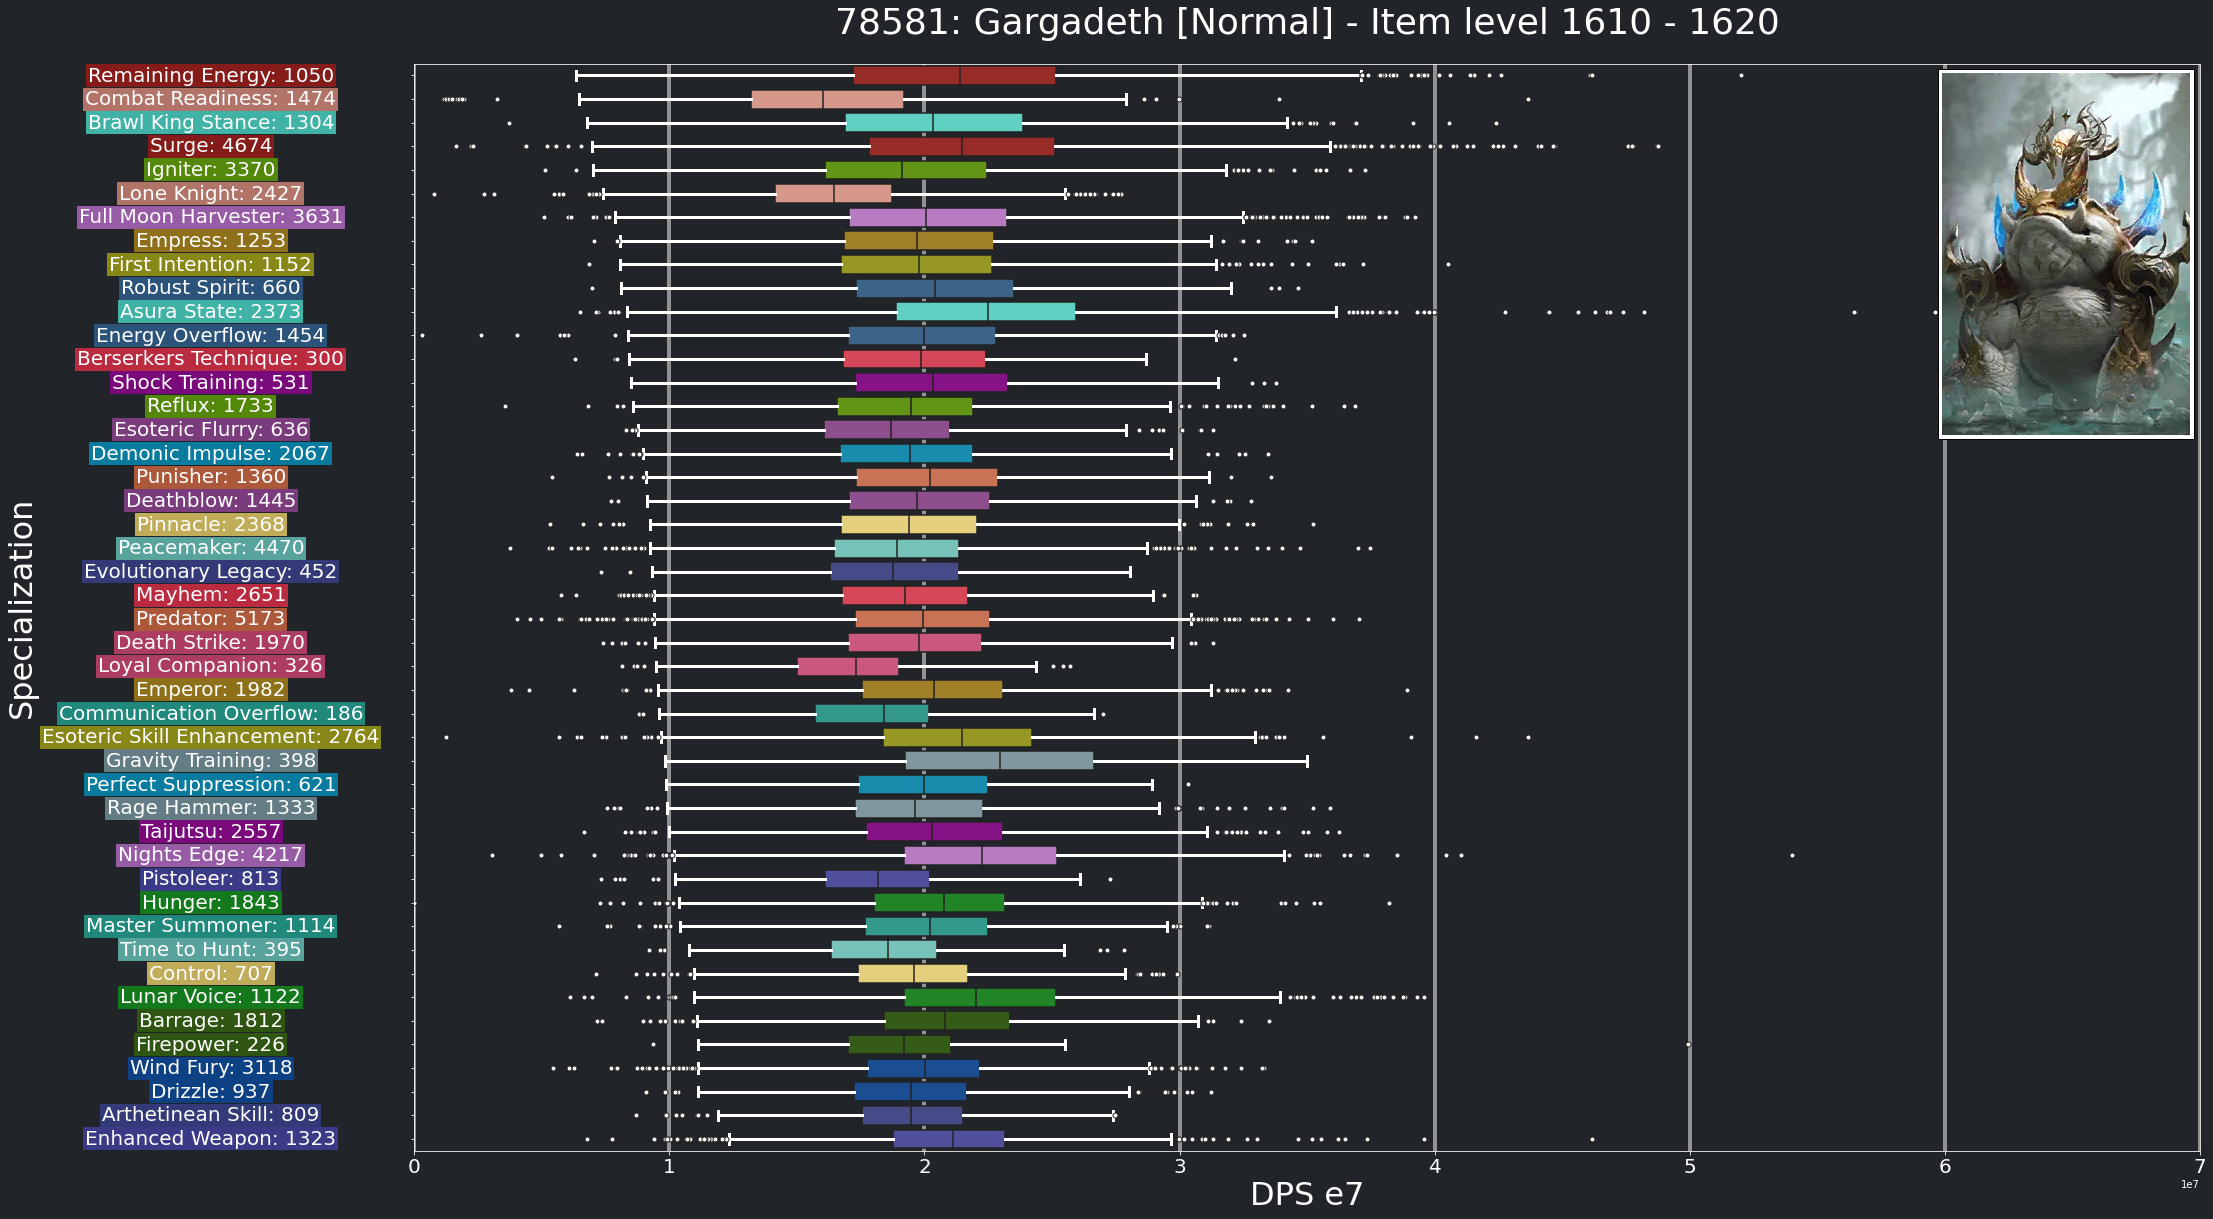 78581: Gargadeth [Normal] - Item level 1610 - 1620
Specialization
Remaining Energy: 1050
Combat Readiness: 1474
Brawl King Stance: 1304
Surge: 4674
Igniter: 3370
Lone Knight: 2427
Full Moon Harvester: 3631
Empress: 1253
First Intention: 1152
Robust Spirit: 660
Asura State: 2373
Energy Overflow: 1454
Berserkers Technique: 300
Shock Training: 531
Reflux: 1733
Esoteric Flurry: 636
Demonic Impulse: 2067
Punisher: 1360
Deathblow: 1445
Pinnacle: 2368
Peacemaker: 4470
Evolutionary Legacy: 452
Mayhem: 2651
Predator: 5173
Death Strike: 1970
Loyal Companion: 326
Emperor: 1982
Communication Overflow: 186
Esoteric Skill Enhancement: 2764
Gravity Training: 398
Perfect Suppression: 621
Rage Hammer: 1333
Taijutsu: 2557
Nights Edge: 4217
Pistoleer: 813
Hunger: 1843
Master Summoner: 1114
Time to Hunt: 395
Control: 707
Lunar Voice: 1122
Barrage: 1812
Firepower: 226
Wind Fury: 3118
Drizzle: 937
Arthetinean Skill: 809
Enhanced Weapon: 1323
0 1 2 3 4 5 6 7
1e7
DPS e7